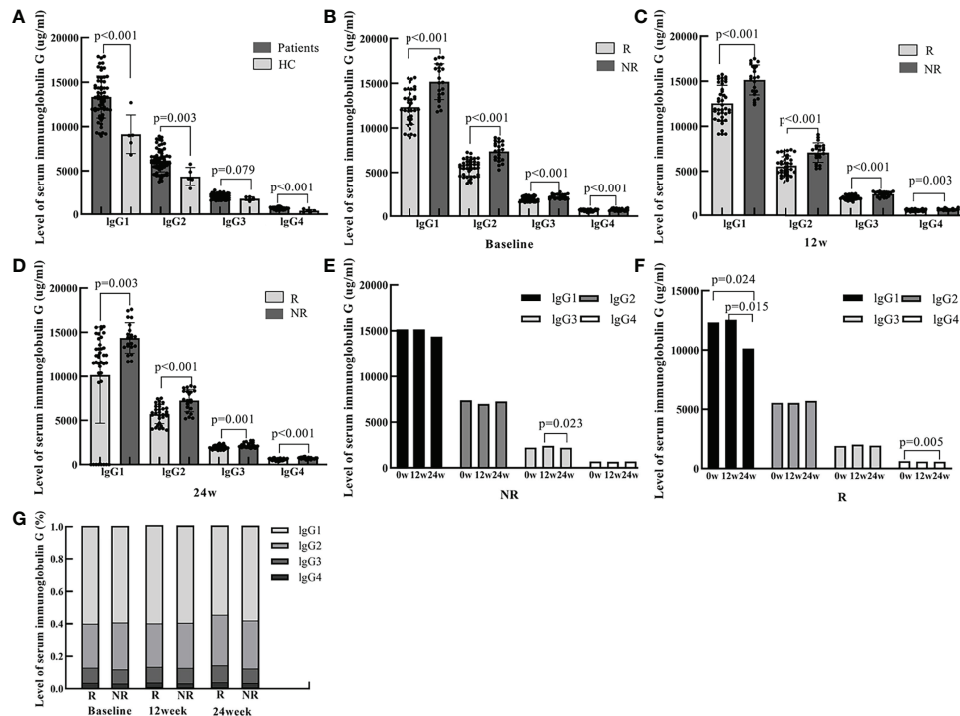 A
Level of serum immunoglobulin G (ug/ml)
20000
15000
10000
5000
0
p<0.001
p=0.003
p=0.079
p<0.001
Patients
HC
lgG1 lgG2 lgG3 lgG4
B
Level of serum immunoglobulin G (ug/ml)
20000
15000
10000
5000
0
p<0.001
p<0.001
p<0.001
p<0.001
R
NR
lgG1 lgG2 lgG3 lgG4
Baseline
C
Level of serum immunoglobulin G (ug/ml)
20000
15000
10000
5000
0
p<0.001
p<0.001
p<0.001
p=0.003
R
NR
lgG1 lgG2 lgG3 lgG4
12w
D
Level of serum immunoglobulin G (ug/ml)
20000
15000
10000
5000
0
p=0.003
p<0.001
p=0.001
p<0.001
R
NR
lgG1 lgG2 lgG3 lgG4
24w
E
Level of serum immunoglobulin G (ug/ml)
20000
15000
10000
5000
0
lgG1 lgG2
lgG3 lgG4
p=0.023
0w 12w24w 0w 12w24w 0w 12w24w 0w 12w24w
NR
F
Level of serum immunoglobulin G (ug/ml)
15000
10000
5000
0
p=0.024
p=0.015
lgG1 lgG2
lgG3 lgG4
p=0.005
0w 12w24w 0w 12w24w 0w 12w24w 0w 12w24w
R
G
Level of serum immunoglobulin G (%)
1.0
0.8
0.6
0.4
0.2
0.0
lgG1
lgG2
lgG3
lgG4
R NR R NR R NR
Baseline 12week 24week